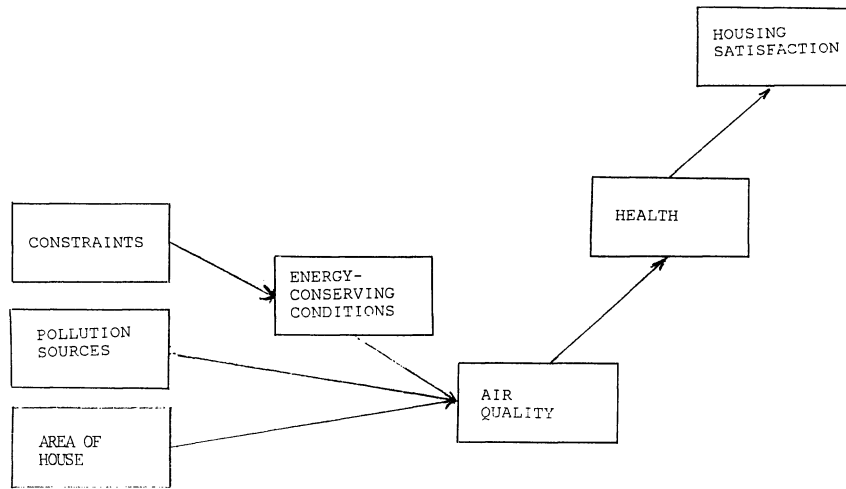 HOUSING
SATISFACTION
HEALTH
CONSTRAINTS
ENERGY-
CONSERVING
CONDITIONS
POLLUTION
SOURCES
AIR
QUALITY
AREA OF
HOUSE